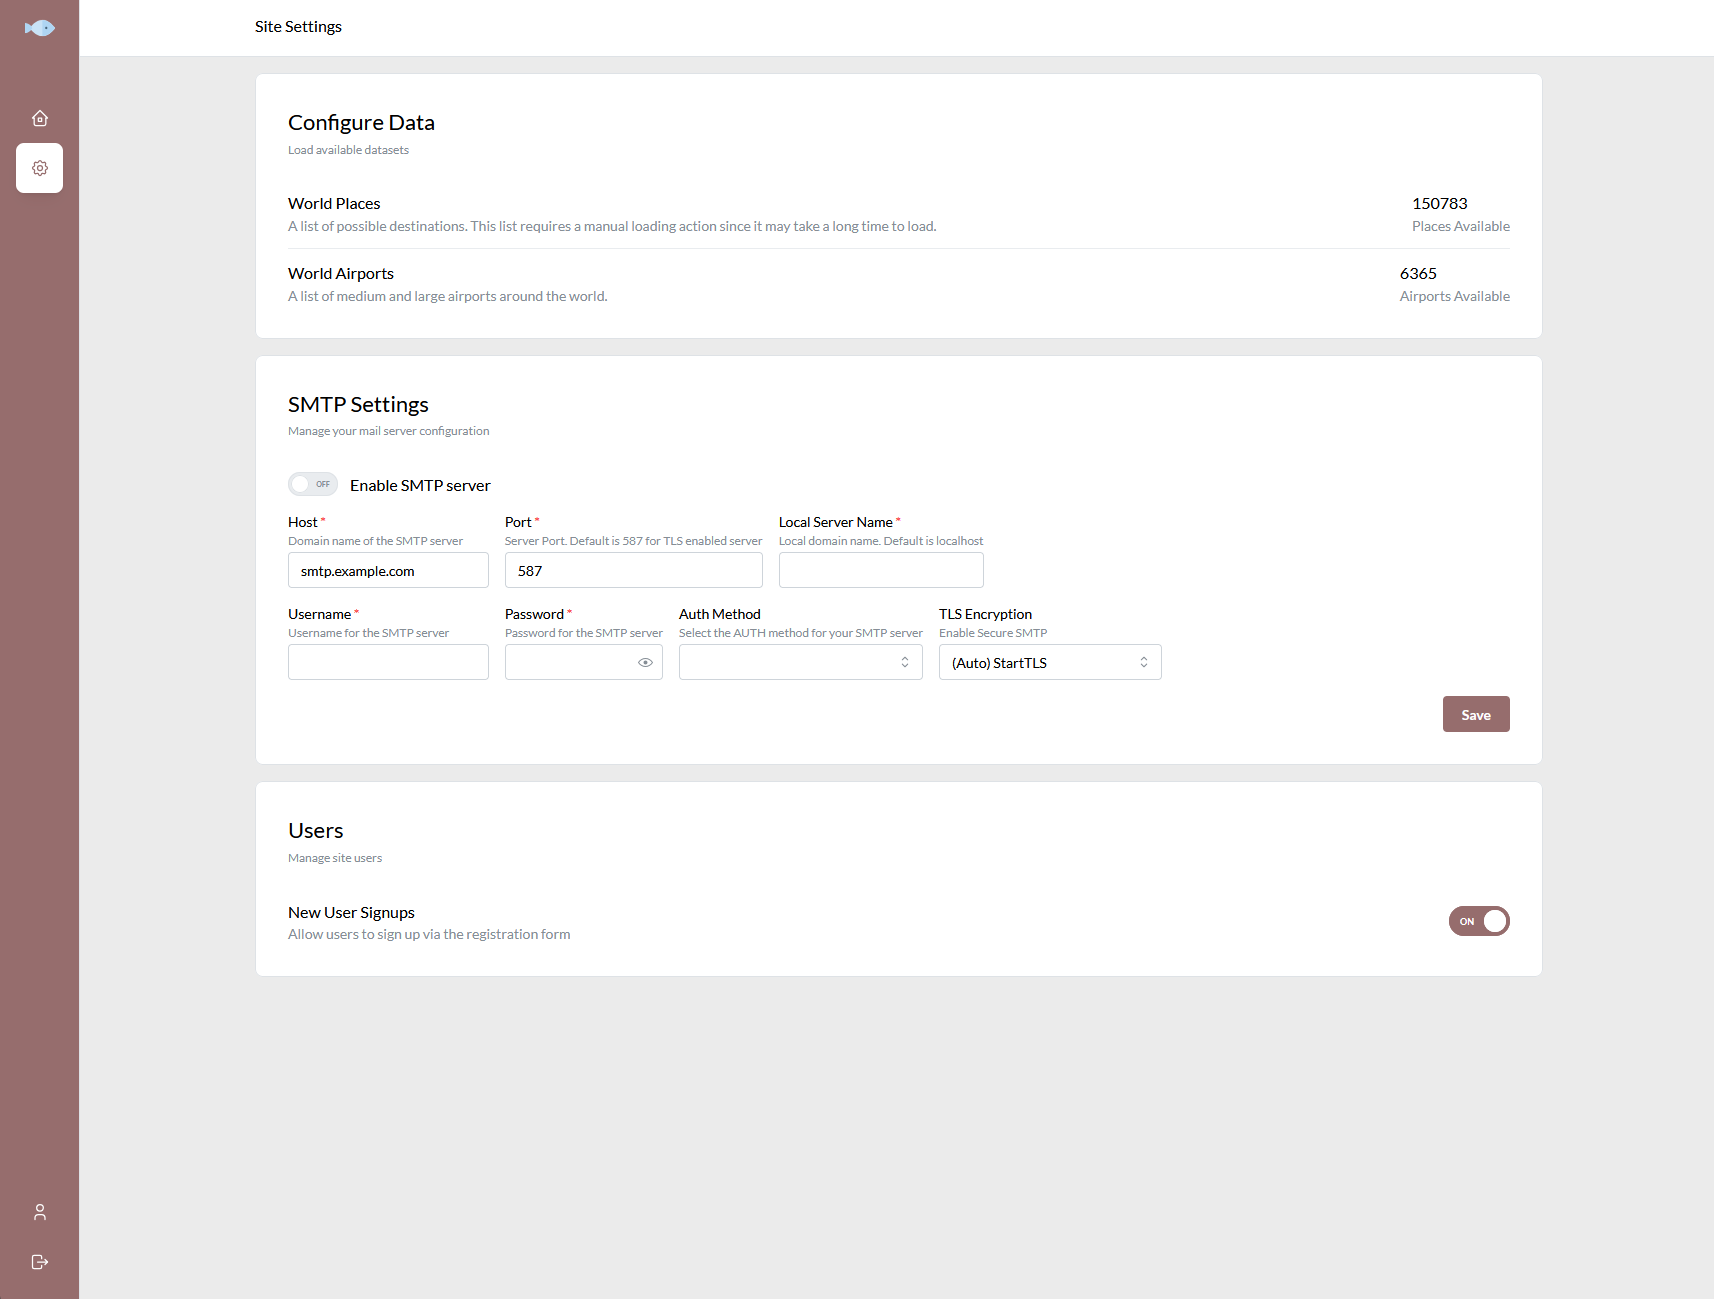 Site Settings
Configure Data
Load available datasets
World Places
150783
A list of possible destinations. This list requires a manual loading action since it may take a long time to load.
Places Available
World Airports
6365
A list of medium and large airports around the world.
Airports Available
SMTP Settings
Manage your mail server configuration
OFF
Enable SMTP server
Host *
Port *
Local Server Name *
Domain name of the SMTP server
Server Port. Default is 587 for TLS enabled server
Local domain name. Default is localhost
smtp.example.com
587
Username *
Password *
Auth Method
TLS Encryption
Username for the SMTP server
Password for the SMTP server
Select the AUTH method for your SMTP server
Enable Secure SMTP
(Auto) StartTLS
Save
Users
Manage site users
New User Signups
Allow users to sign up via the registration form
ON